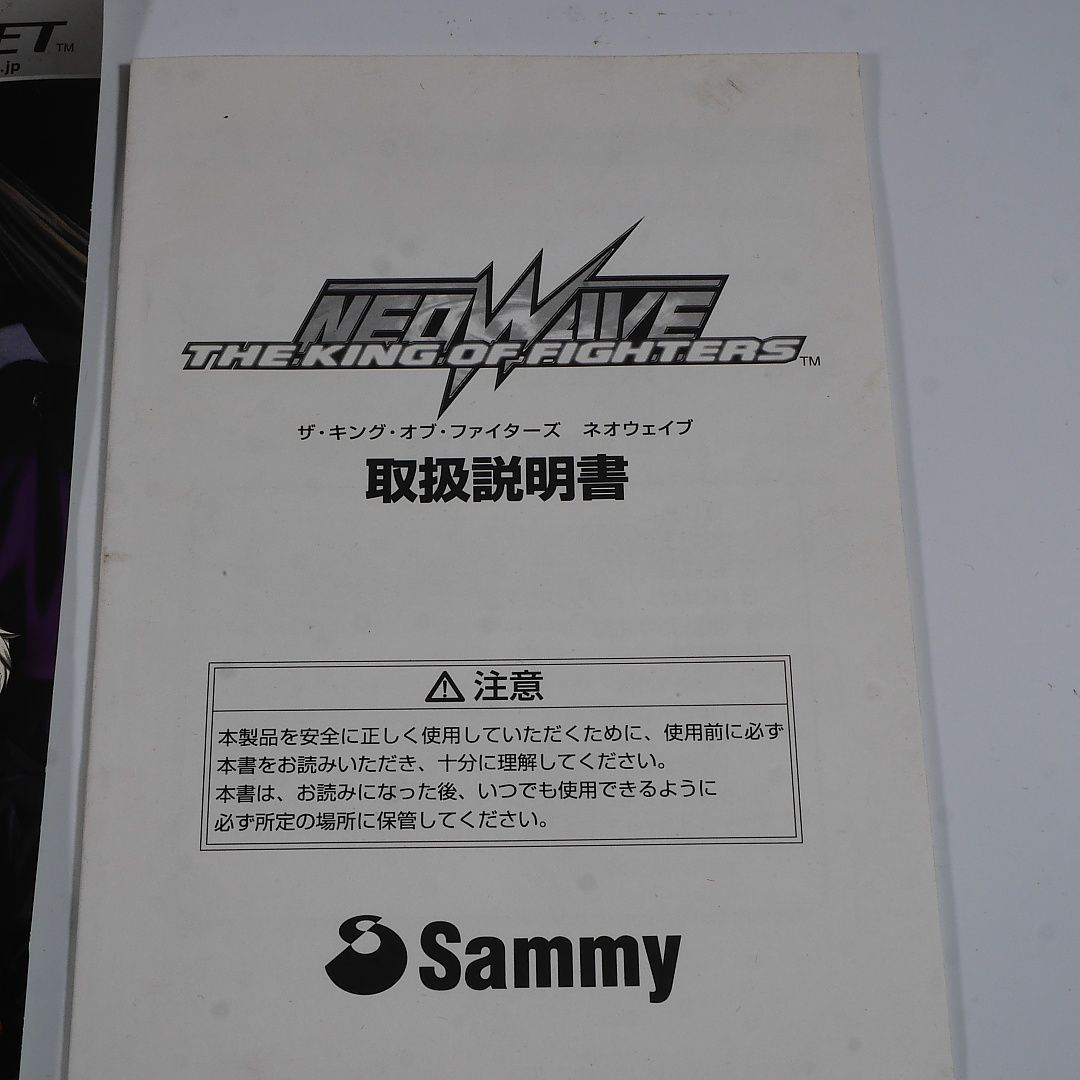 ET™
.jp
NEOWAVE
THE KING OF FIGHTERS™
ザ・キング・オブ・ファイターズ ネオウェイブ
取扱説明書
⚠ 注意
本製品を安全に正しく使用していただくために、使用前に必ず
本書をお読みいただき、十分に理解してください。
本書は、お読みになった後、いつでも使用できるように
必ず所定の場所に保管してください。
Sammy